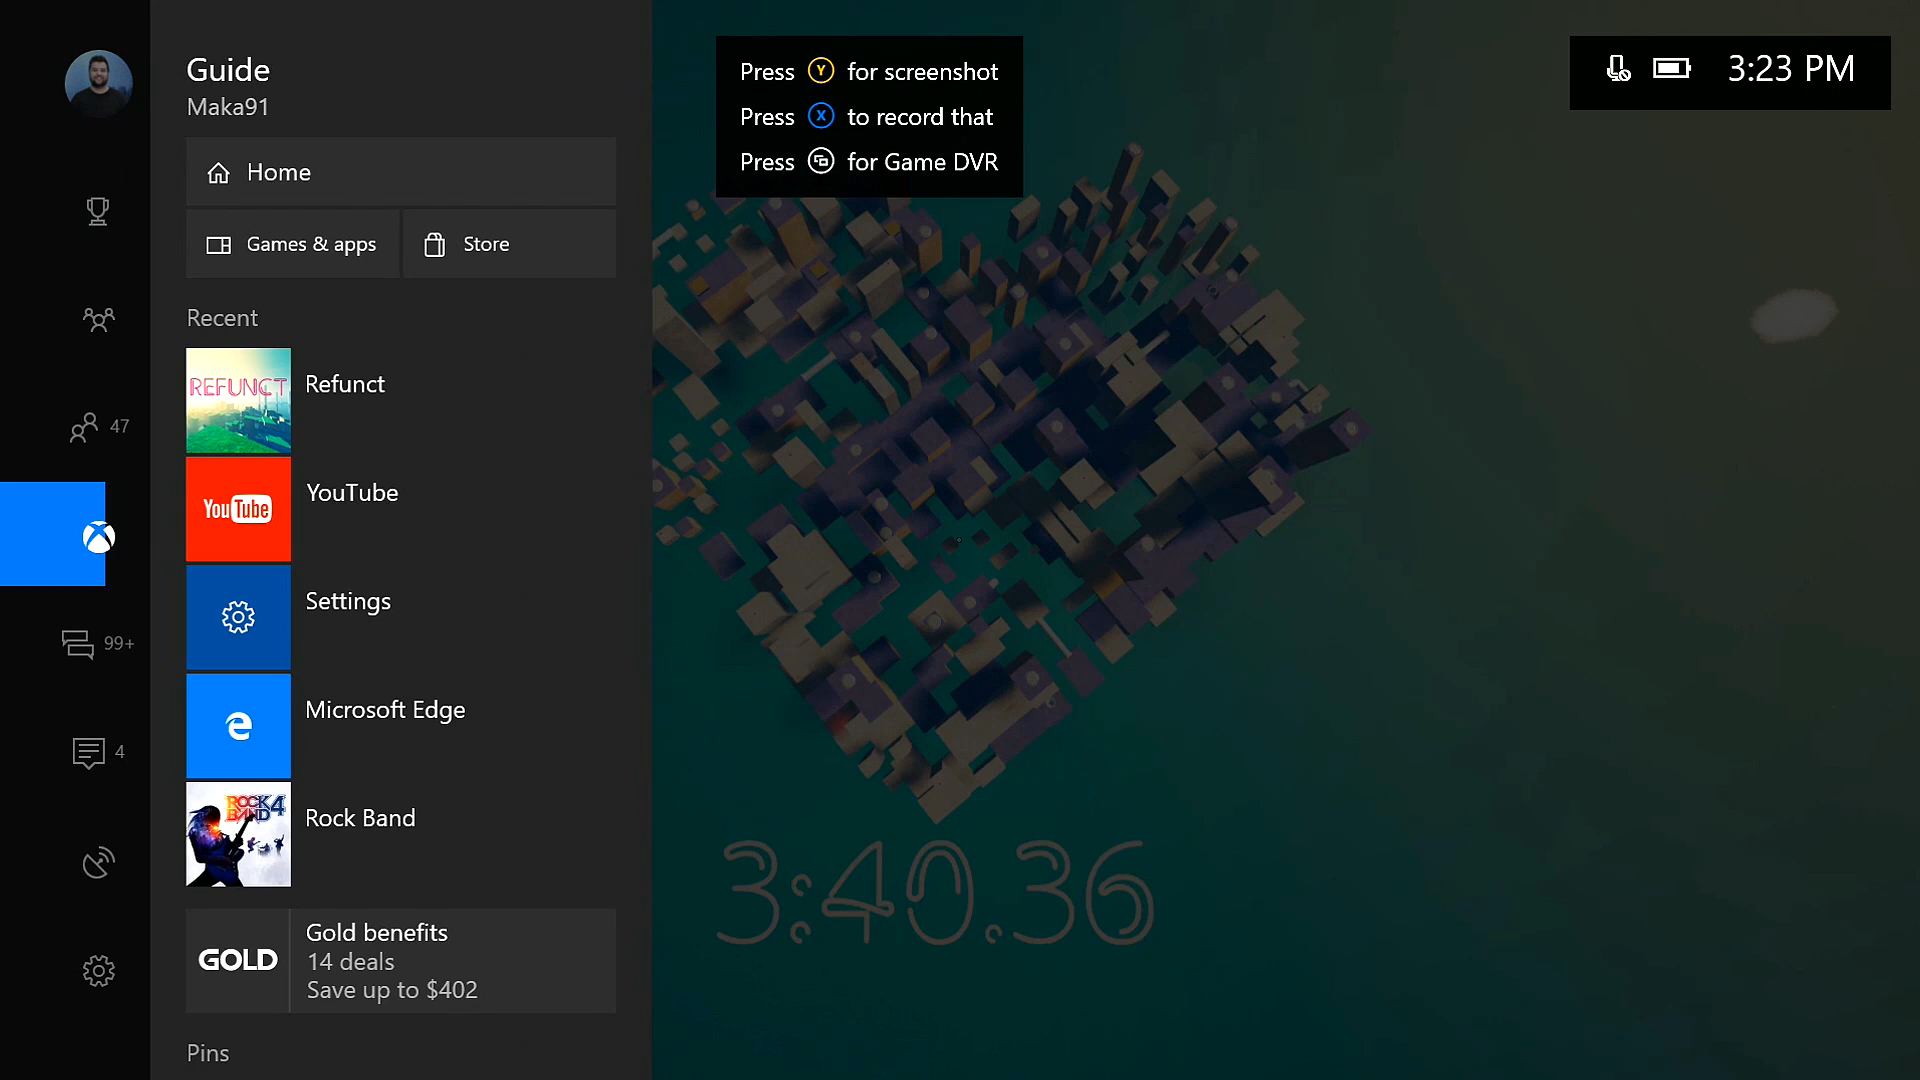 Guide
Maka91
Home
Games & apps
Store
Recent
REFUNCT
Refunct
YouTube
YouTube
Settings
Microsoft Edge
ROCK BAND 4
Rock Band
GOLD
Gold benefits
14 deals
Save up to $402
Pins
47
99+
4
Press Y for screenshot
Press X to record that
Press for Game DVR
3:23 PM
3:40.36